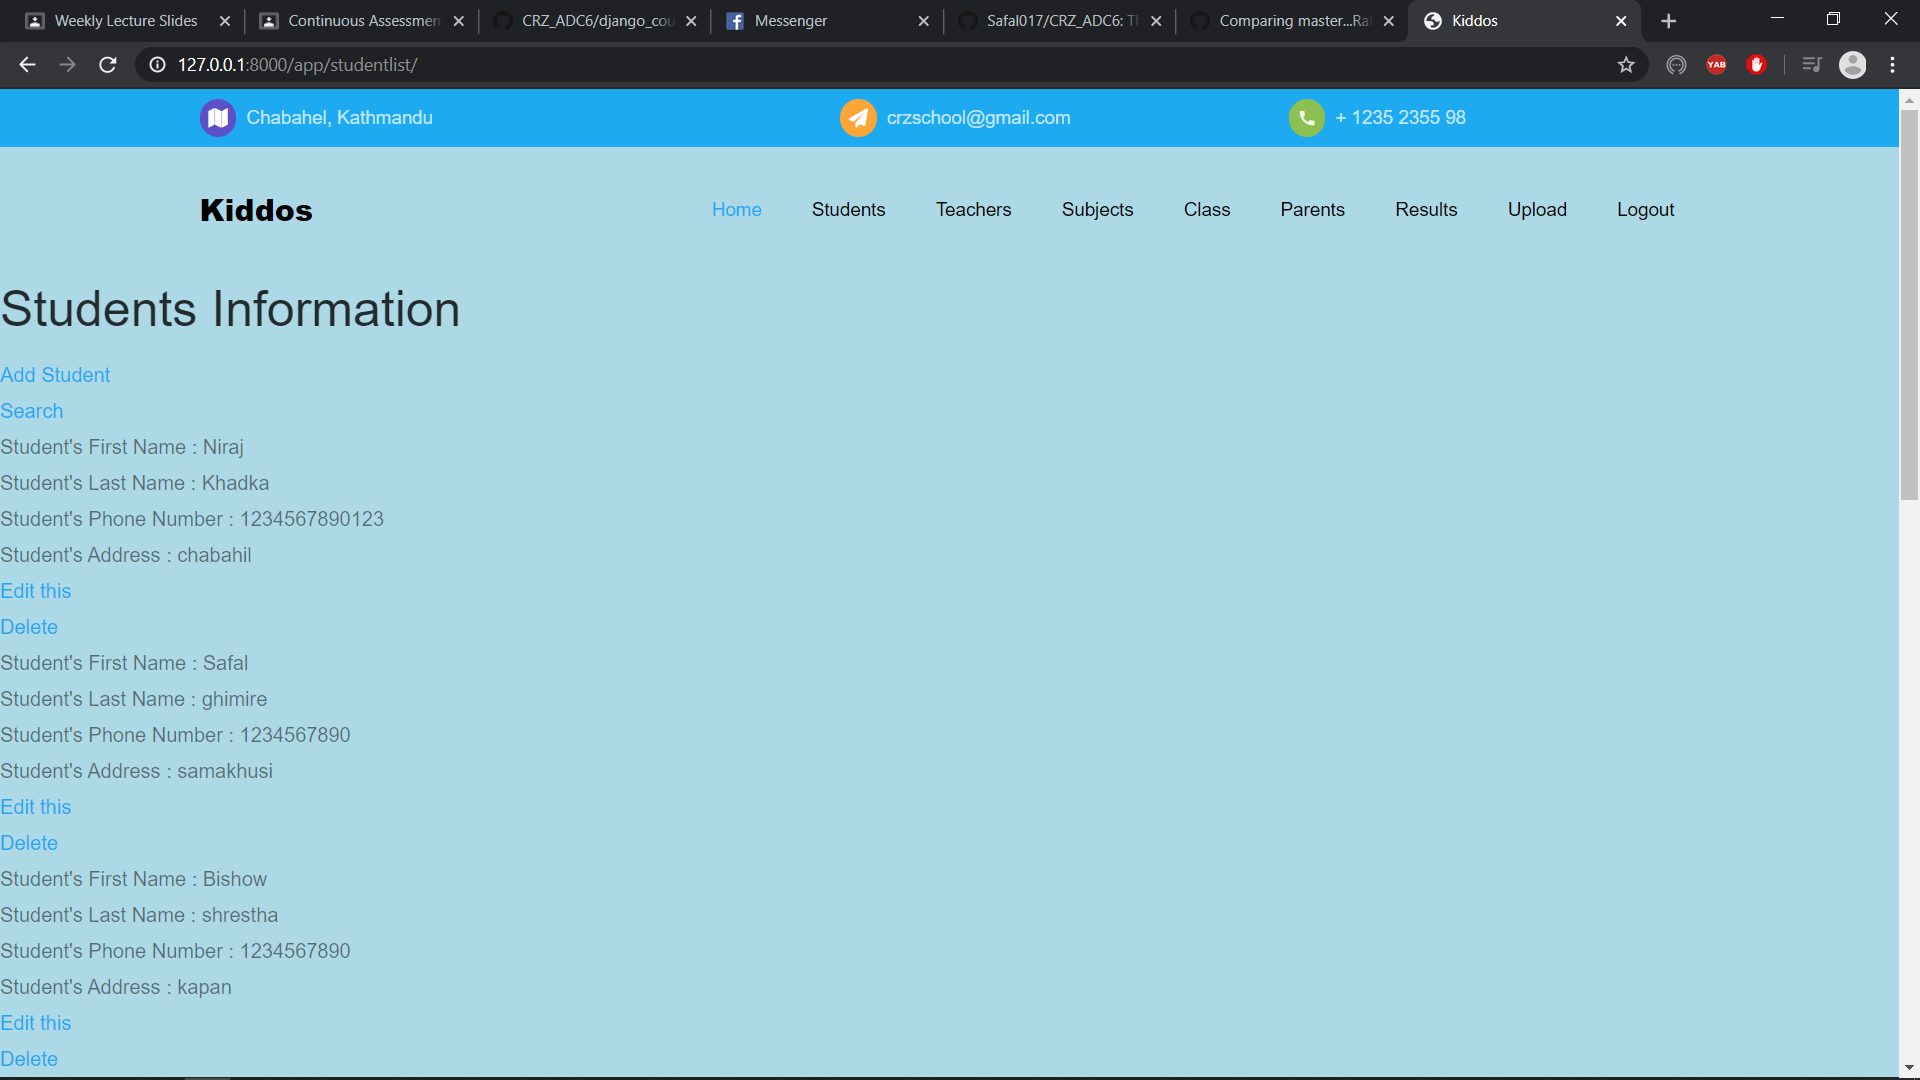 Weekly Lecture Slides
Continuous Assessmen
CRZ_ADC6/django_cou
Messenger
Safal017/CRZ_ADC6: Th
Comparing master...Ral
Kiddos
127.0.0.1:8000/app/studentlist/
YAB
Chabahel, Kathmandu
crzschool@gmail.com
+ 1235 2355 98
Kiddos
Home
Students
Teachers
Subjects
Class
Parents
Results
Upload
Logout
Students Information
Add Student
Search
Student's First Name : Niraj
Student's Last Name : Khadka
Student's Phone Number : 1234567890123
Student's Address : chabahil
Edit this
Delete
Student's First Name : Safal
Student's Last Name : ghimire
Student's Phone Number : 1234567890
Student's Address : samakhusi
Edit this
Delete
Student's First Name : Bishow
Student's Last Name : shrestha
Student's Phone Number : 1234567890
Student's Address : kapan
Edit this
Delete